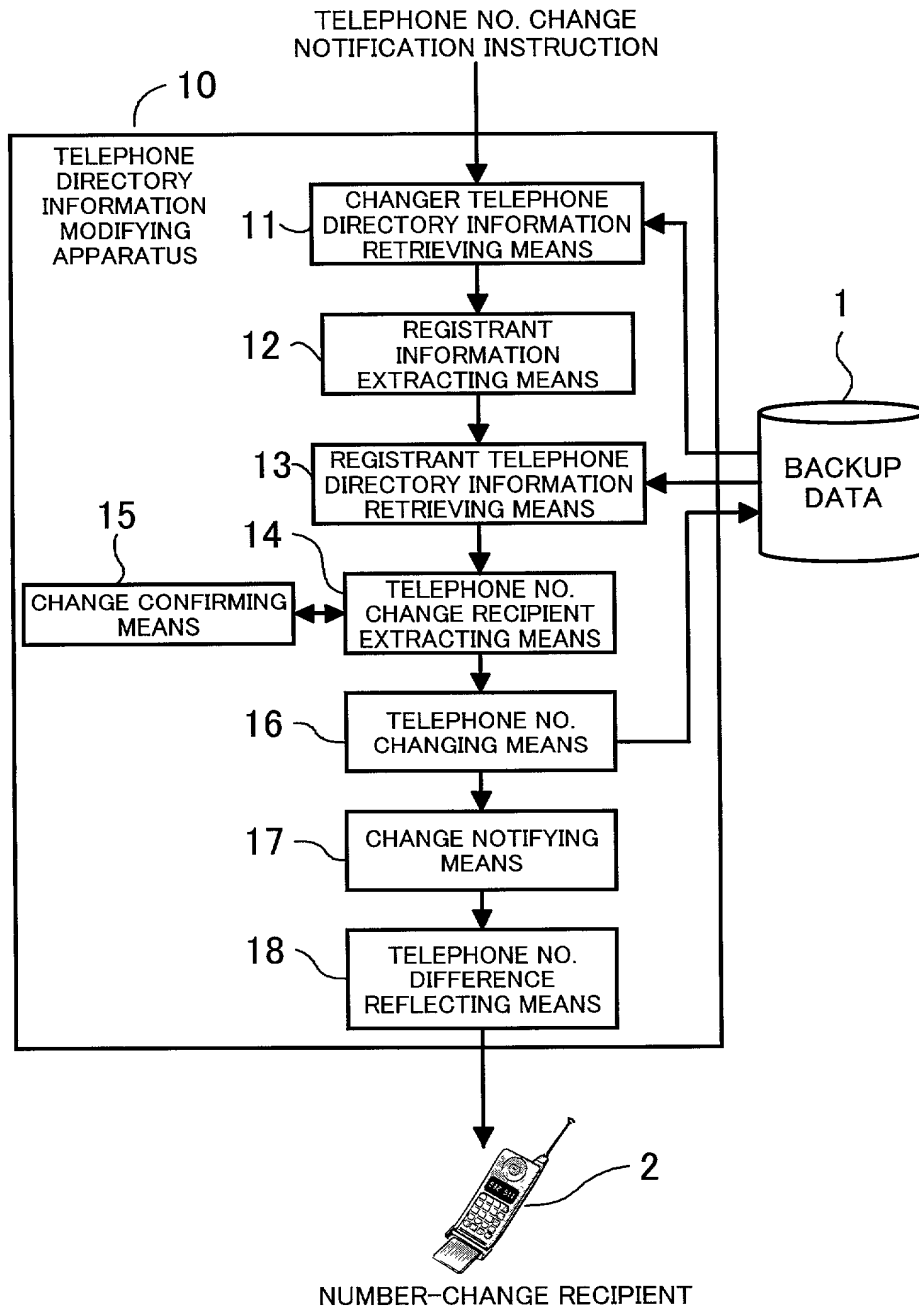 TELEPHONE NO. CHANGE
NOTIFICATION INSTRUCTION
10
TELEPHONE
DIRECTORY
INFORMATION
MODIFYING
APPARATUS
11
CHANGER TELEPHONE
DIRECTORY INFORMATION
RETRIEVING MEANS
12
REGISTRANT
INFORMATION
EXTRACTING MEANS
1
BACKUP
DATA
13
REGISTRANT TELEPHONE
DIRECTORY INFORMATION
RETRIEVING MEANS
15
CHANGE CONFIRMING
MEANS
14
TELEPHONE NO.
CHANGE RECIPIENT
EXTRACTING MEANS
16
TELEPHONE NO.
CHANGING MEANS
17
CHANGE NOTIFYING
MEANS
18
TELEPHONE NO.
DIFFERENCE
REFLECTING MEANS
2
NUMBER-CHANGE RECIPIENT